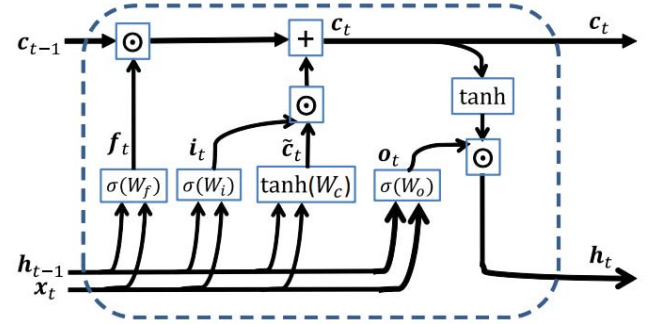 c_{t−1} ⊙ + c_t c_t
tanh
⊙
f_t i_t c̃_t o_t ⊙
σ(W_f) σ(W_i) tanh(W_c) σ(W_o)
h_{t−1} h_t
x_t